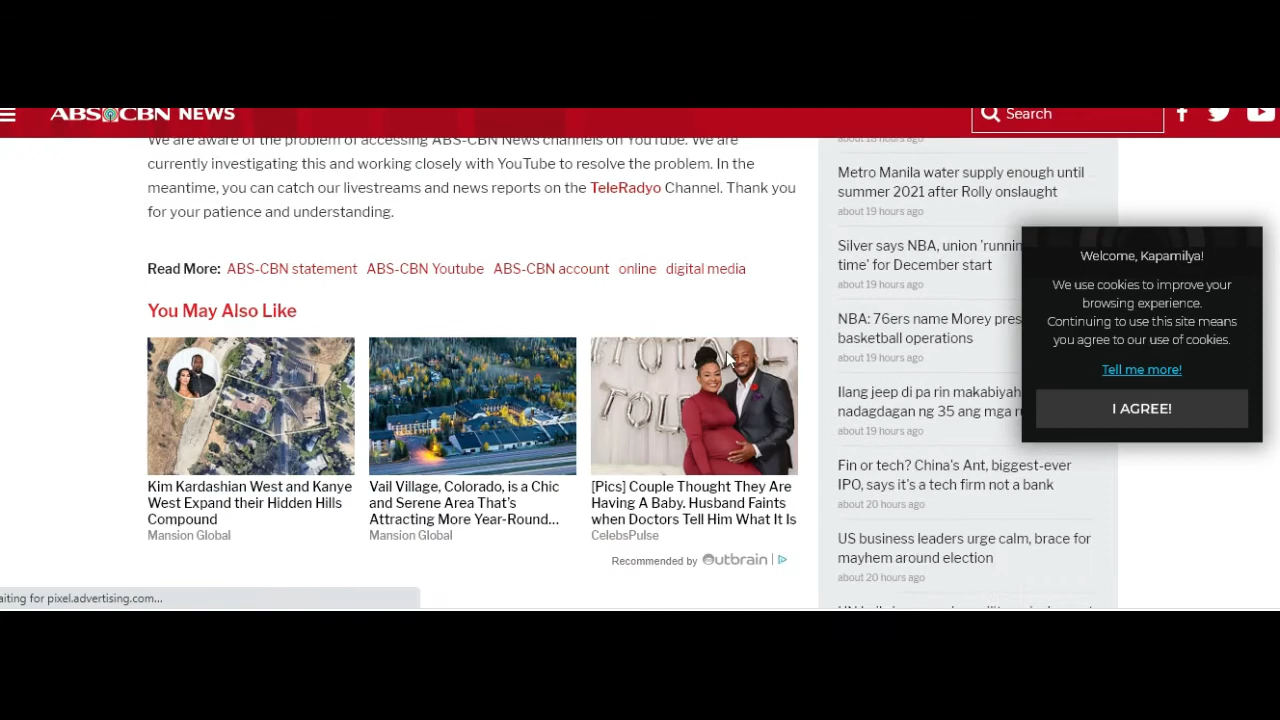 ABS-CBN NEWS
Search
We are aware of the problem of accessing ABS-CBN News channels on YouTube. We are
currently investigating this and working closely with YouTube to resolve the problem. In the
meantime, you can catch our livestreams and news reports on the TeleRadyo Channel. Thank you
for your patience and understanding.
Read More: ABS-CBN statement ABS-CBN Youtube ABS-CBN account online digital media
You May Also Like
TOLD
Kim Kardashian West and Kanye
West Expand their Hidden Hills
Compound
Mansion Global
Vail Village, Colorado, is a Chic
and Serene Area That's
Attracting More Year-Round...
Mansion Global
[Pics] Couple Thought They Are
Having A Baby. Husband Faints
when Doctors Tell Him What It Is
CelebsPulse
Recommended by Outbrain
about 19 hours ago
Metro Manila water supply enough until
summer 2021 after Rolly onslaught
about 19 hours ago
Silver says NBA, union 'runnin
time' for December start
about 19 hours ago
NBA: 76ers name Morey pres
basketball operations
about 19 hours ago
Ilang jeep di pa rin makabiyah
nadagdagan ng 35 ang mga
about 19 hours ago
Fin or tech? China's Ant, biggest-ever
IPO, says it's a tech firm not a bank
about 20 hours ago
US business leaders urge calm, brace for
mayhem around election
about 20 hours ago
Welcome, Kapamilya!
We use cookies to improve your
browsing experience.
Continuing to use this site means
you agree to our use of cookies.
Tell me more!
I AGREE!
aiting for pixel.advertising.com...